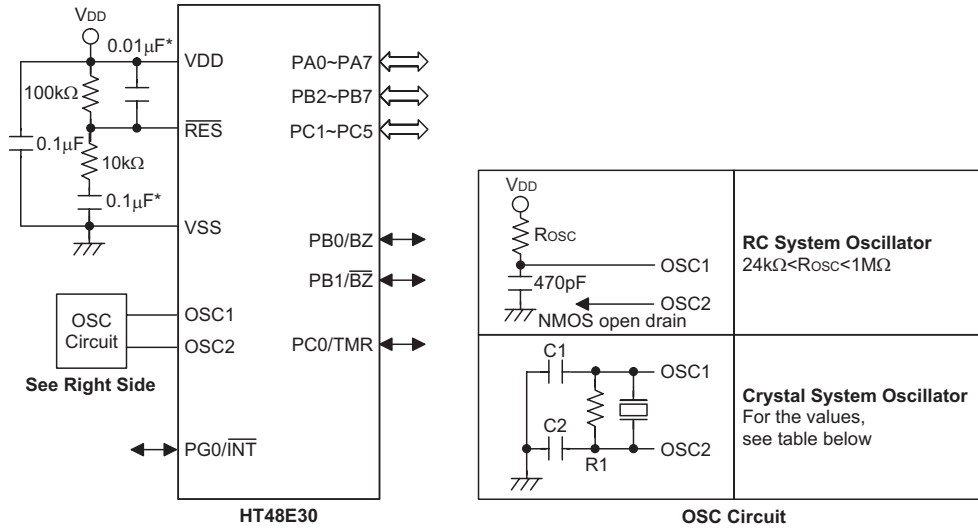 VDD
0.01μF*
VDD
100kΩ
RES
0.1μF
10kΩ
0.1μF*
VSS
OSC
Circuit
OSC1
OSC2
See Right Side
PG0/INT
PA0~PA7
PB2~PB7
PC1~PC5
PB0/BZ
PB1/BZ
PC0/TMR
HT48E30
VDD
ROSC
OSC1
470pF
OSC2
NMOS open drain
RC System Oscillator
24kΩ<ROSC<1MΩ
C1
OSC1
C2
OSC2
R1
Crystal System Oscillator
For the values,
see table below
OSC Circuit